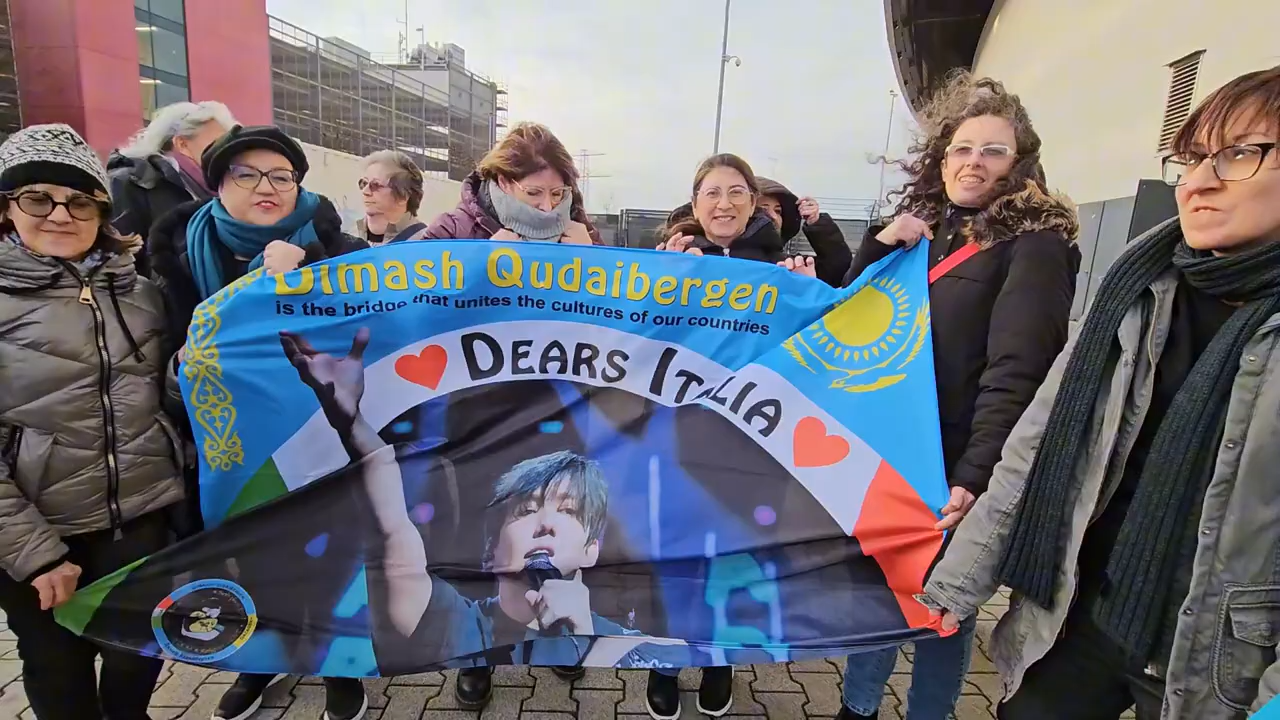 Dimash Qudaibergen
is the bridge that unites the cultures of our countries
DEARS ITALIA